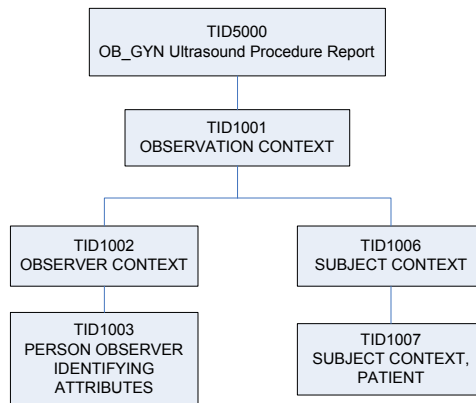 TID5000
OB_GYN Ultrasound Procedure Report
TID1001
OBSERVATION CONTEXT
TID1002
OBSERVER CONTEXT
TID1006
SUBJECT CONTEXT
TID1003
PERSON OBSERVER
IDENTIFYING
ATTRIBUTES
TID1007
SUBJECT CONTEXT,
PATIENT